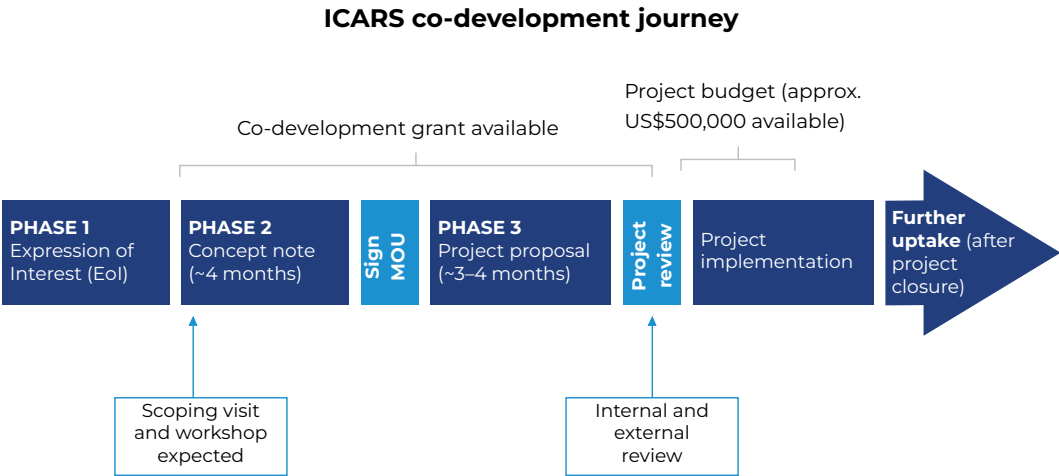 ICARS co-development journey
Project budget (approx.
US$500,000 available)
Co-development grant available
PHASE 1
Expression of
Interest (EoI)
PHASE 2
Concept note
(~4 months)
Sign
MOU
PHASE 3
Project proposal
(~3–4 months)
Project
review
Project
implementation
Further
uptake (after
project
closure)
Scoping visit
and workshop
expected
Internal and
external
review